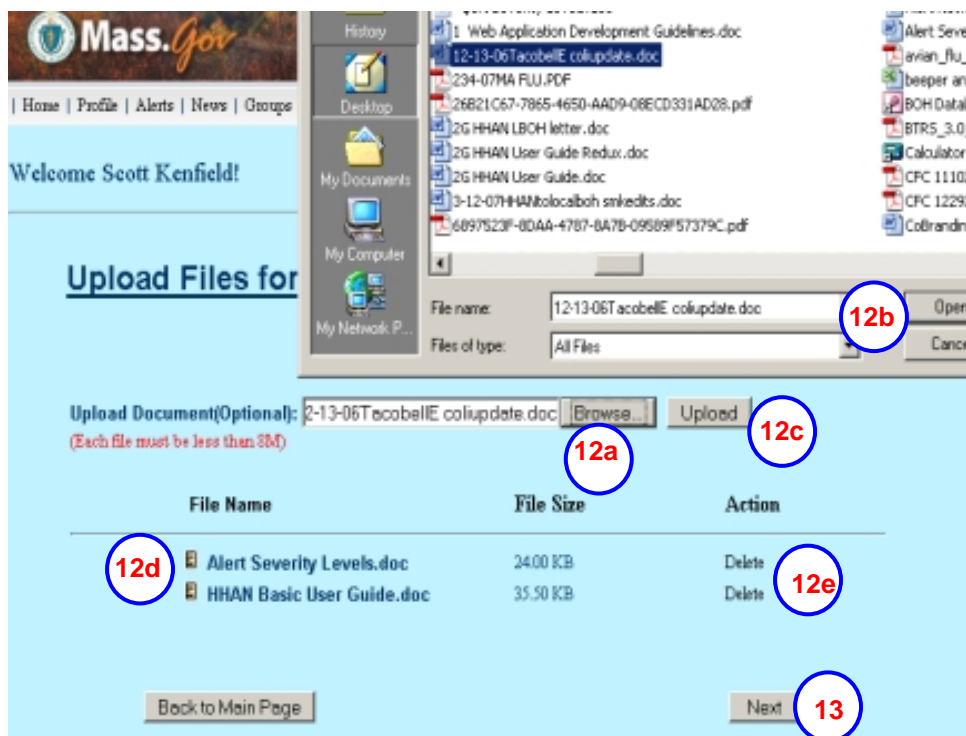 Mass.Gov
| Home | Profile | Alerts | News | Groups
Welcome Scott Kenfield!
Upload Files for
History
Desktop
My Documents
My Computer
My Network P...
1 Web Application Development Guidelines.doc
12-13-06TacobellE coliupdate.doc
234-07MA FLU.PDF
26B21C67-7865-4650-AAD9-08ECD331AD28.pdf
2G HHAN LBOH letter.doc
2G HHAN User Guide Redux.doc
2G HHAN User Guide.doc
3-12-07HHANtolocalboh smkedits.doc
6897523F-8DAA-4787-8A7B-09589F57379C.pdf
Alert Seve
avian_flu_
beeper an
BOH Datal
BTRS_3.0_
Calculator
CFC 11102
CFC 12292
CoBrandin
File name: 12-13-06TacobellE coliupdate.doc 12b Open
Files of type: All Files Cance
Upload Document(Optional): 2-13-06TacobellE coliupdate.doc Browse... Upload
(Each file must be less than 8M)
12a
12c
File Name File Size Action
12d Alert Severity Levels.doc 24.00 KB Delete
HHAN Basic User Guide.doc 35.50 KB Delete
12e
Back to Main Page Next 13